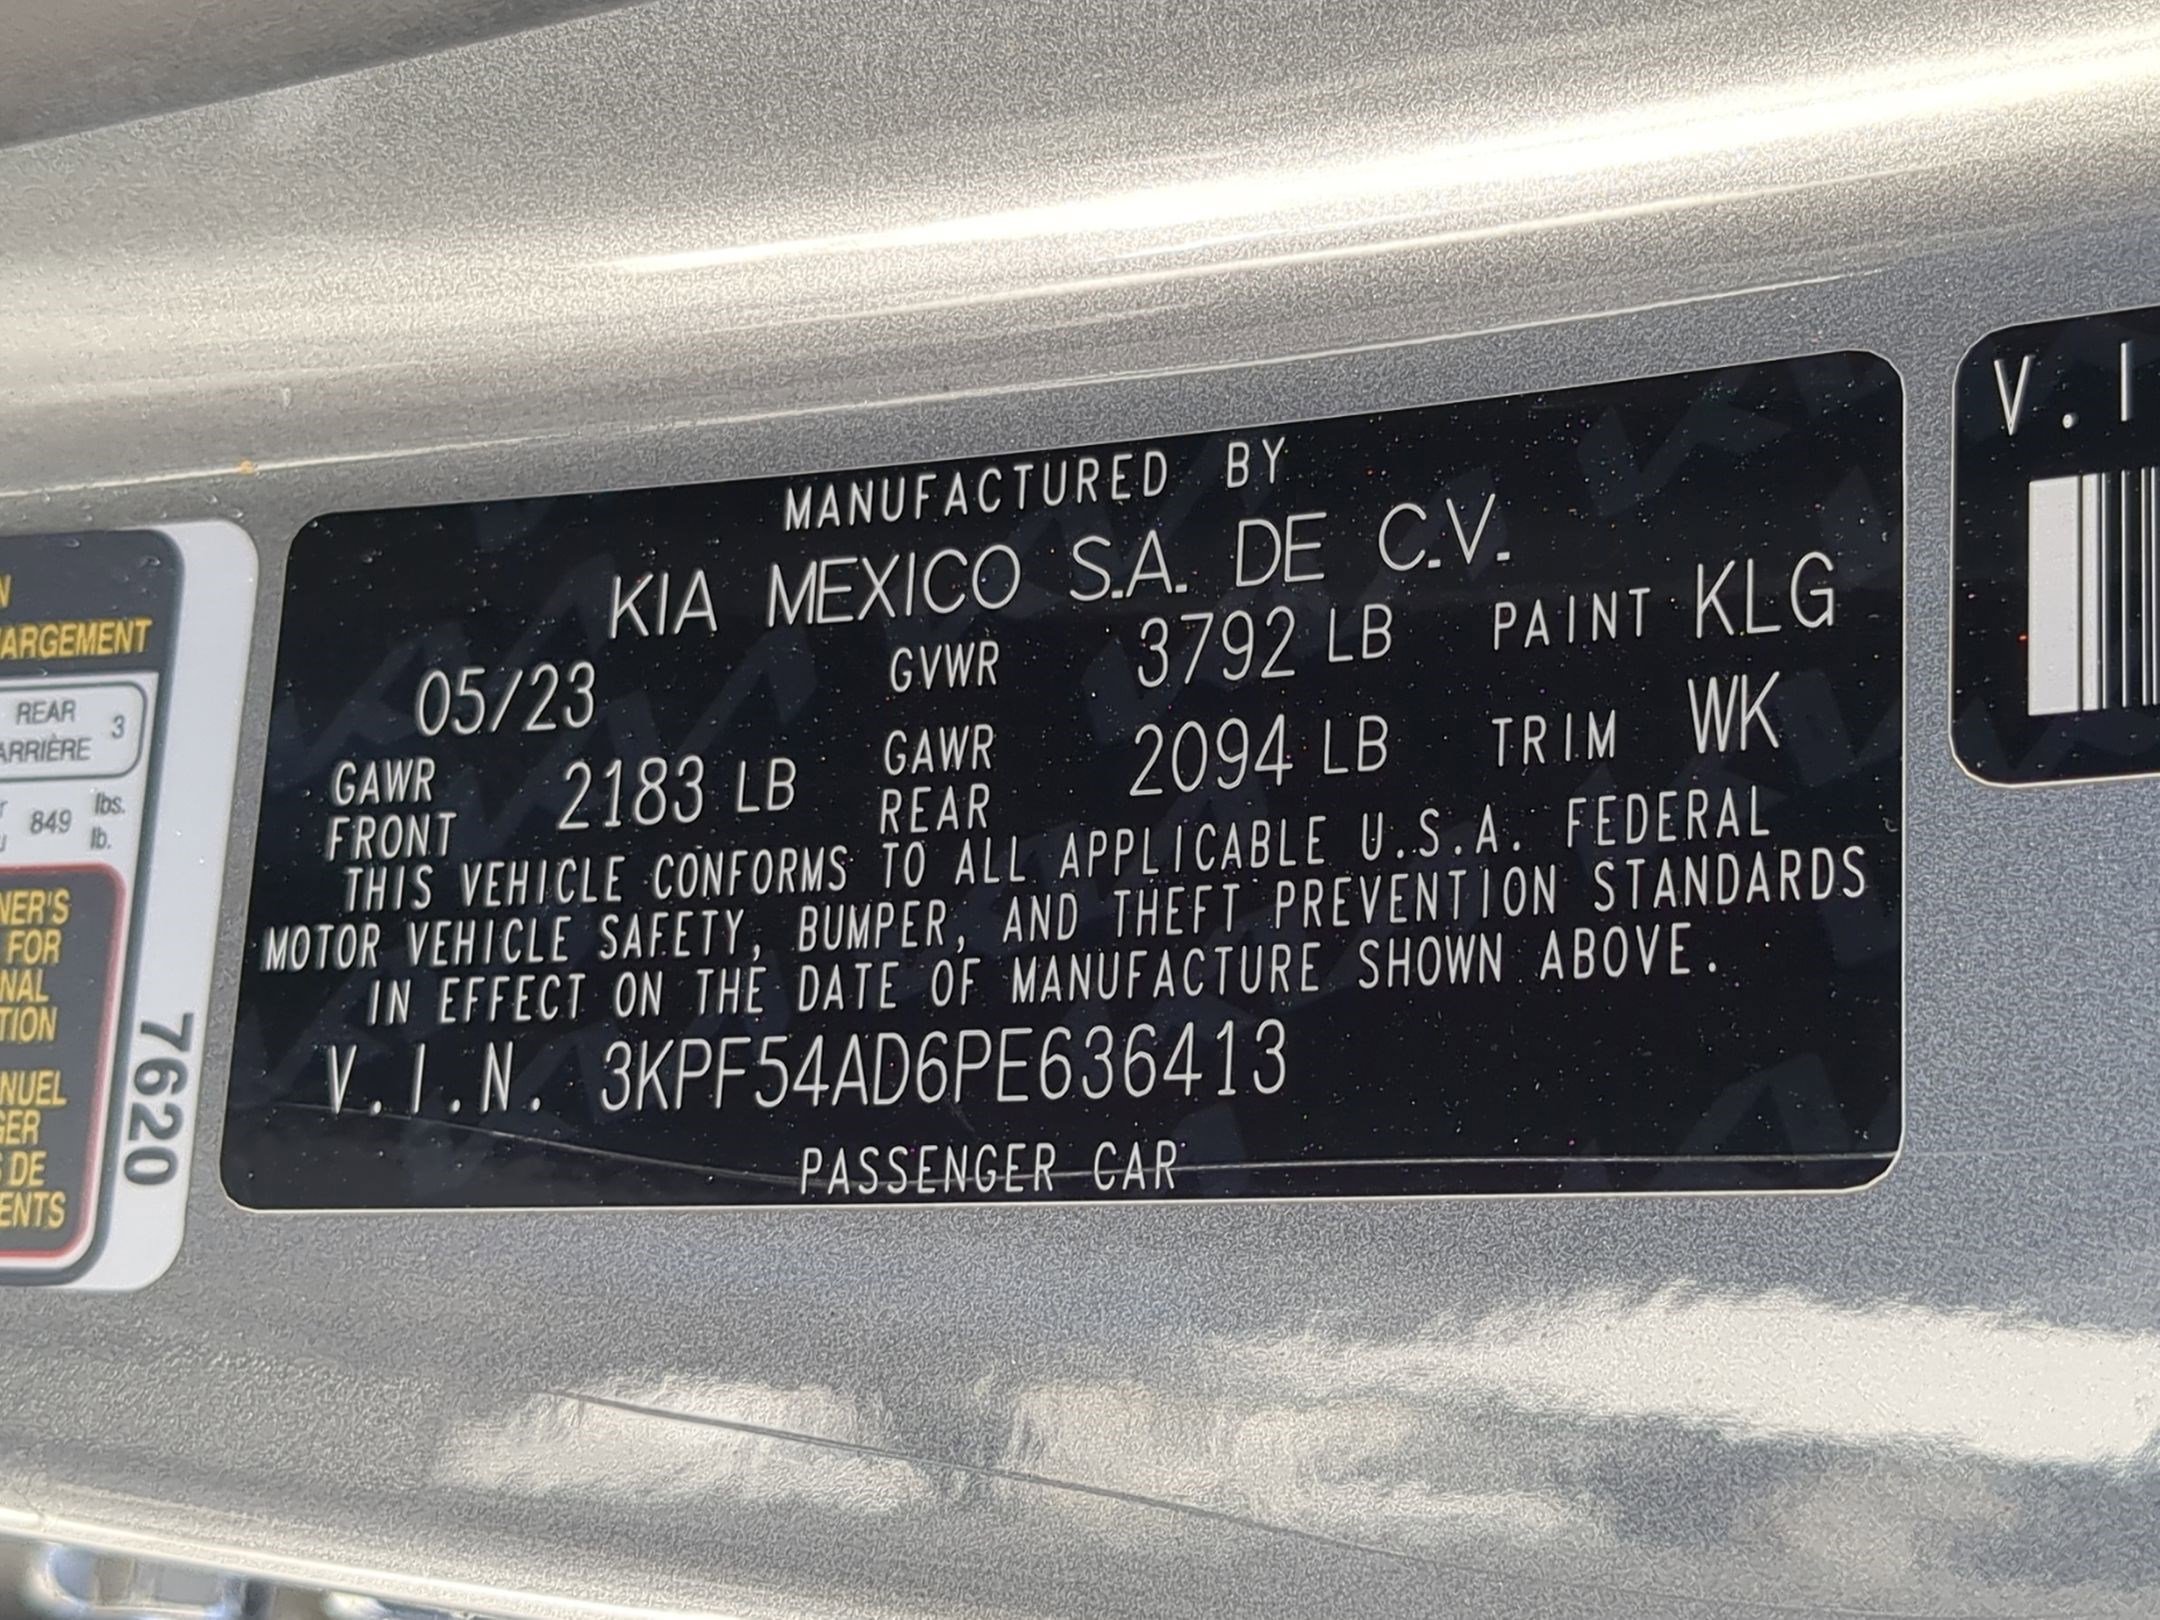 MANUFACTURED BY
KIA MEXICO S.A. DE C.V.
05/23 GVWR 3792 LB PAINT KLG
GAWR FRONT 2183 LB GAWR REAR 2094 LB TRIM WK
THIS VEHICLE CONFORMS TO ALL APPLICABLE U.S.A. FEDERAL
MOTOR VEHICLE SAFETY, BUMPER, AND THEFT PREVENTION STANDARDS
IN EFFECT ON THE DATE OF MANUFACTURE SHOWN ABOVE.
V.I.N. 3KPF54AD6PE636413
PASSENGER CAR
ARGEMENT
REAR 3
ARRIÈRE
849 lbs.
lb.
NER'S
FOR
NAL
TION
NUEL
GER
DE
ENTS
7620
V.I